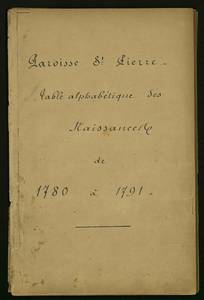 Paroisse St Pierre -
Table alphabétique des
Naissances
de
1780 à 1791 -